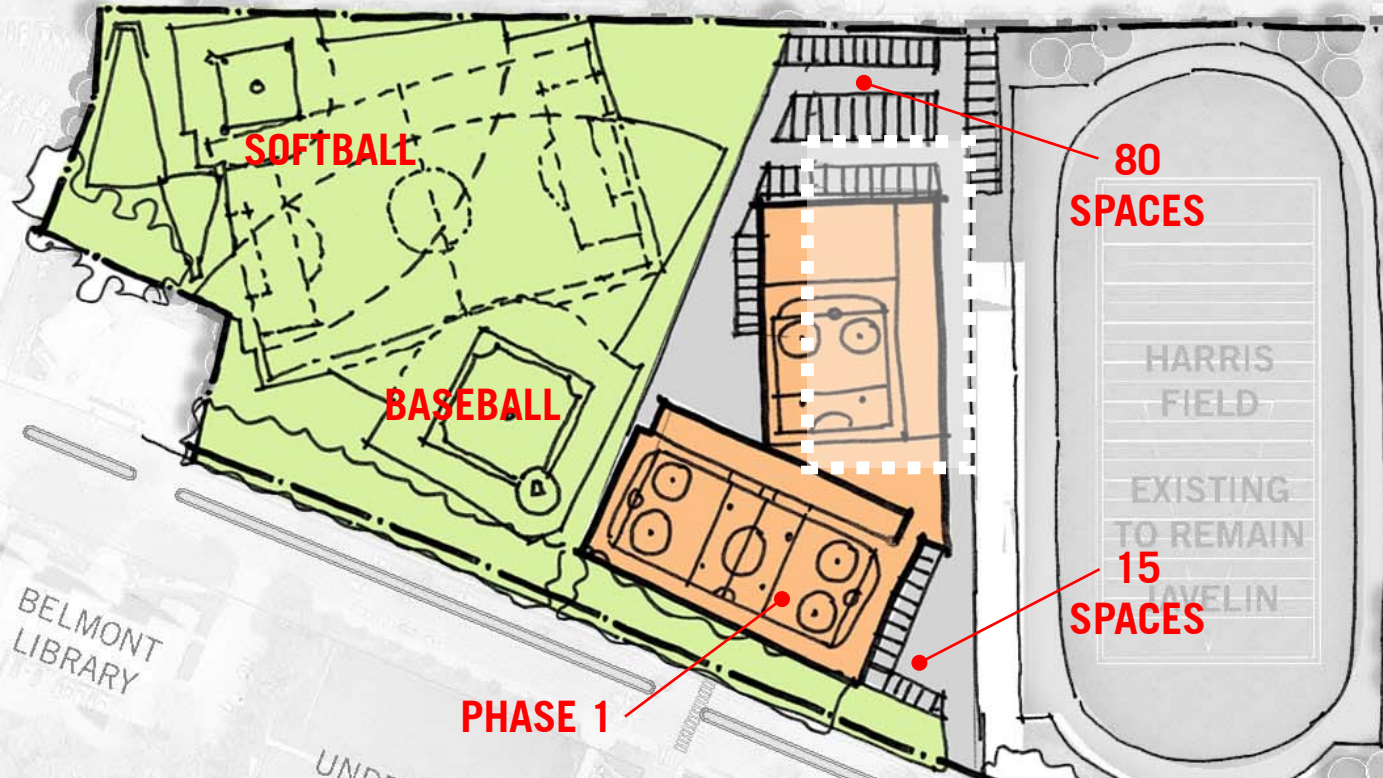 SOFTBALL
80
SPACES
HARRIS
FIELD
BASEBALL
EXISTING
TO REMAIN
15
JAVELIN
SPACES
BELMONT
LIBRARY
PHASE 1